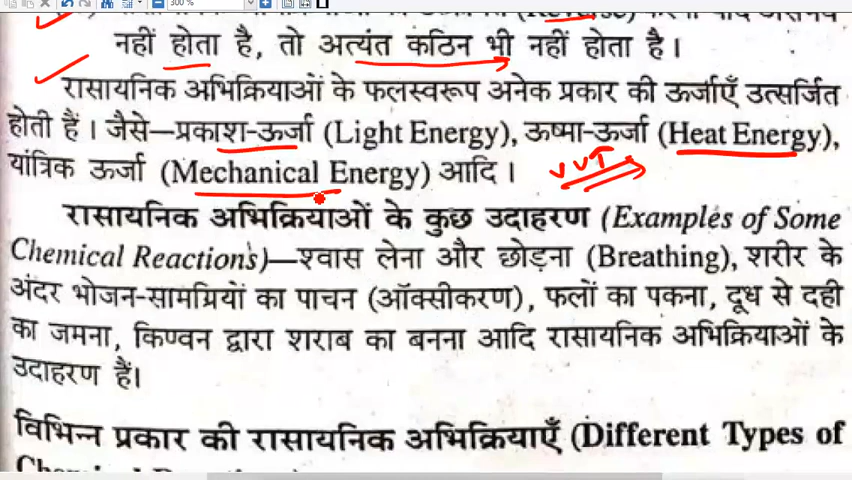 300 %
(Reverse)
नहीं होता है, तो अत्यंत कठिन भी नहीं होता है।
रासायनिक अभिक्रियाओं के फलस्वरूप अनेक प्रकार की ऊर्जाएँ उत्सर्जित
होती हैं। जैसे—प्रकाश-ऊर्जा (Light Energy), ऊष्मा-ऊर्जा (Heat Energy),
यांत्रिक ऊर्जा (Mechanical Energy) आदि।
रासायनिक अभिक्रियाओं के कुछ उदाहरण (Examples of Some
Chemical Reactions)—श्वास लेना और छोड़ना (Breathing), शरीर के
अंदर भोजन-सामग्रियों का पाचन (ऑक्सीकरण), फलों का पकना, दूध से दही
का जमना, किण्वन द्वारा शराब का बनना आदि रासायनिक अभिक्रियाओं के
उदाहरण हैं।
विभिन्न प्रकार की रासायनिक अभिक्रियाएँ (Different Types of